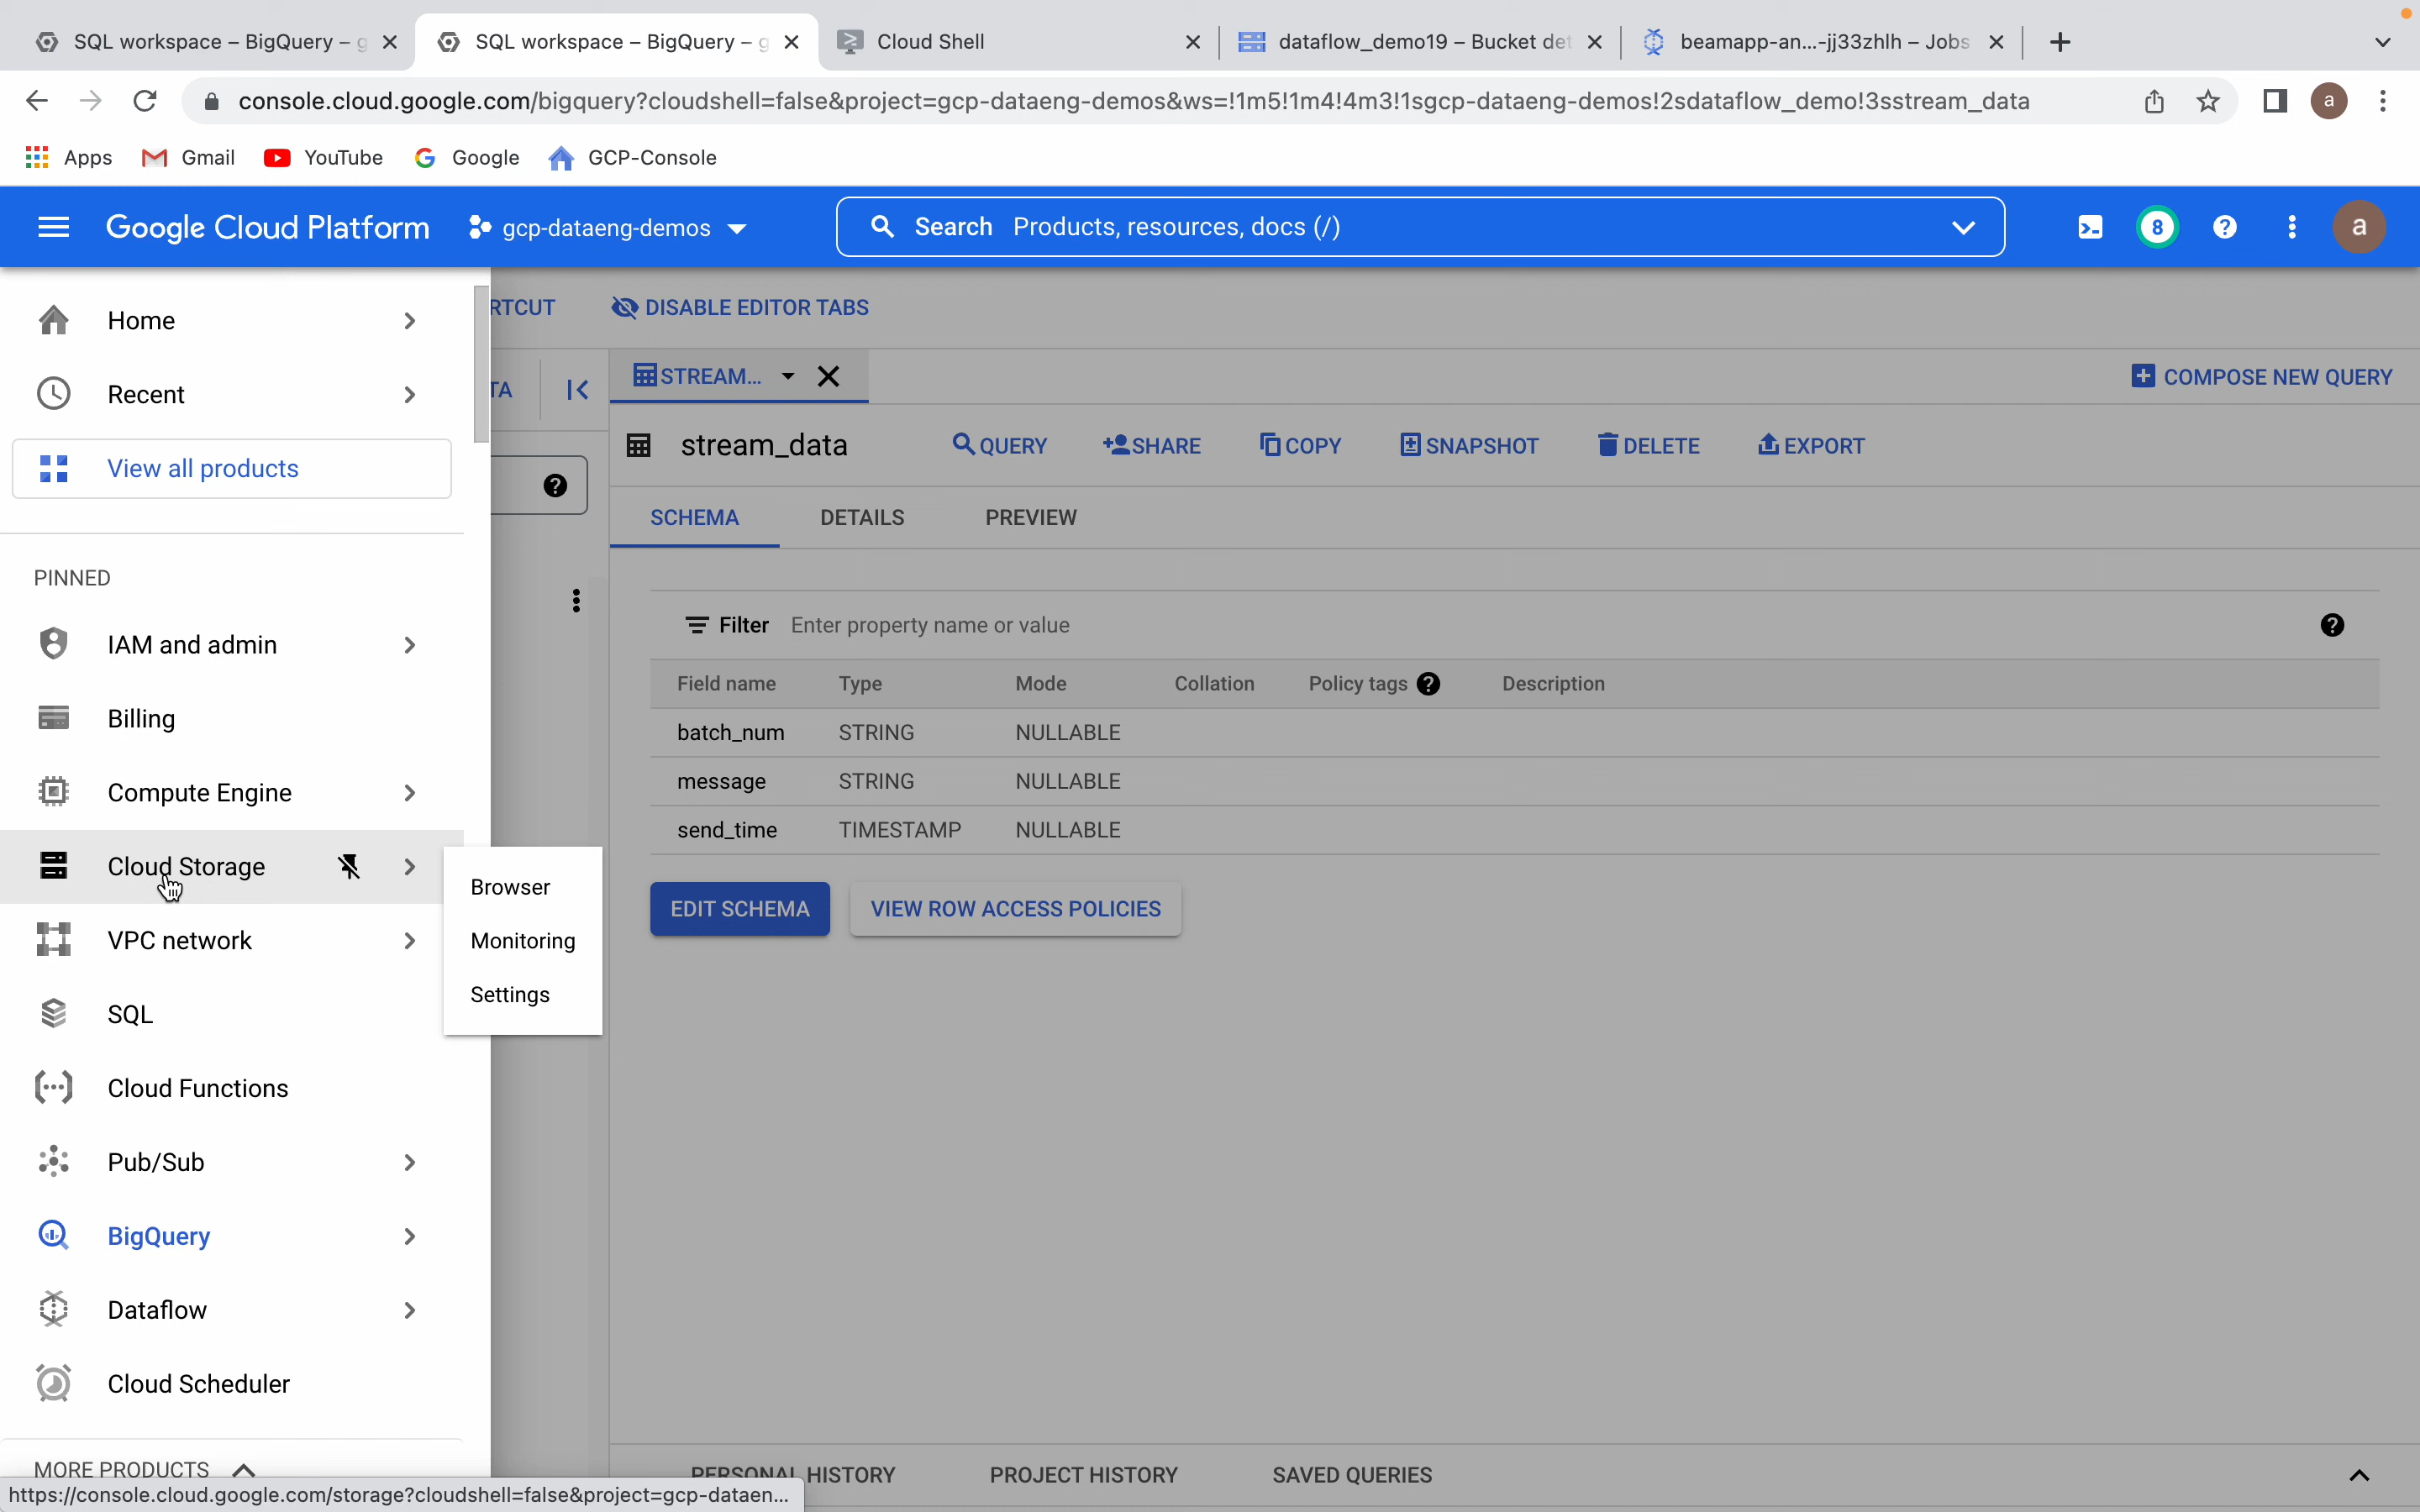 SQL workspace – BigQuery – g
SQL workspace – BigQuery – g
Cloud Shell
dataflow_demo19 – Bucket det
beamapp-an...-jj33zhlh – Jobs
console.cloud.google.com/bigquery?cloudshell=false&project=gcp-dataeng-demos&ws=!1m5!1m4!4m3!1sgcp-dataeng-demos!2sdataflow_demo!3sstream_data
a
Apps
Gmail
YouTube
Google
GCP-Console
Google Cloud Platform
gcp-dataeng-demos
Search Products, resources, docs (/)
8
a
Home
Recent
View all products
PINNED
IAM and admin
Billing
Compute Engine
Cloud Storage
VPC network
SQL
Cloud Functions
Pub/Sub
BigQuery
Dataflow
Cloud Scheduler
MORE PRODUCTS
https://console.cloud.google.com/storage?cloudshell=false&project=gcp-dataen...
Browser
Monitoring
Settings
RTCUT
DISABLE EDITOR TABS
TA
STREAM...
COMPOSE NEW QUERY
stream_data
QUERY
SHARE
COPY
SNAPSHOT
DELETE
EXPORT
SCHEMA
DETAILS
PREVIEW
Filter Enter property name or value
Field name Type Mode Collation Policy tags Description
batch_num STRING NULLABLE
message STRING NULLABLE
send_time TIMESTAMP NULLABLE
EDIT SCHEMA
VIEW ROW ACCESS POLICIES
PERSONAL HISTORY
PROJECT HISTORY
SAVED QUERIES